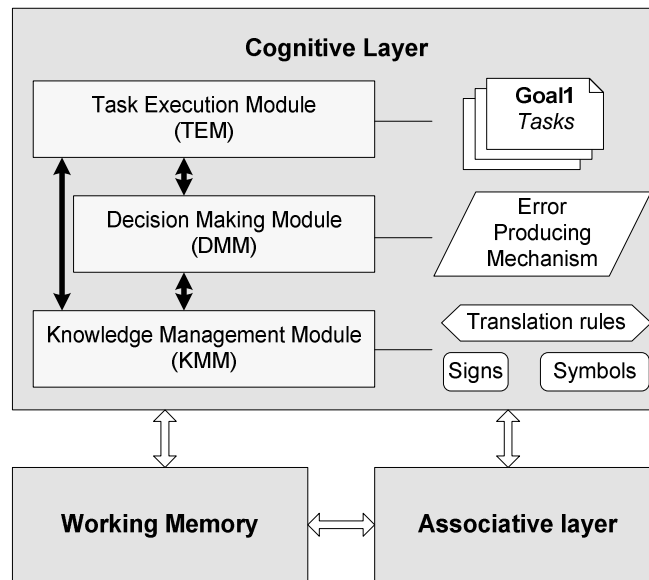 Cognitive Layer
Task Execution Module
(TEM)
Goal1
Tasks
Decision Making Module
(DMM)
Error
Producing
Mechanism
Knowledge Management Module
(KMM)
Translation rules
Signs
Symbols
Working Memory
Associative layer